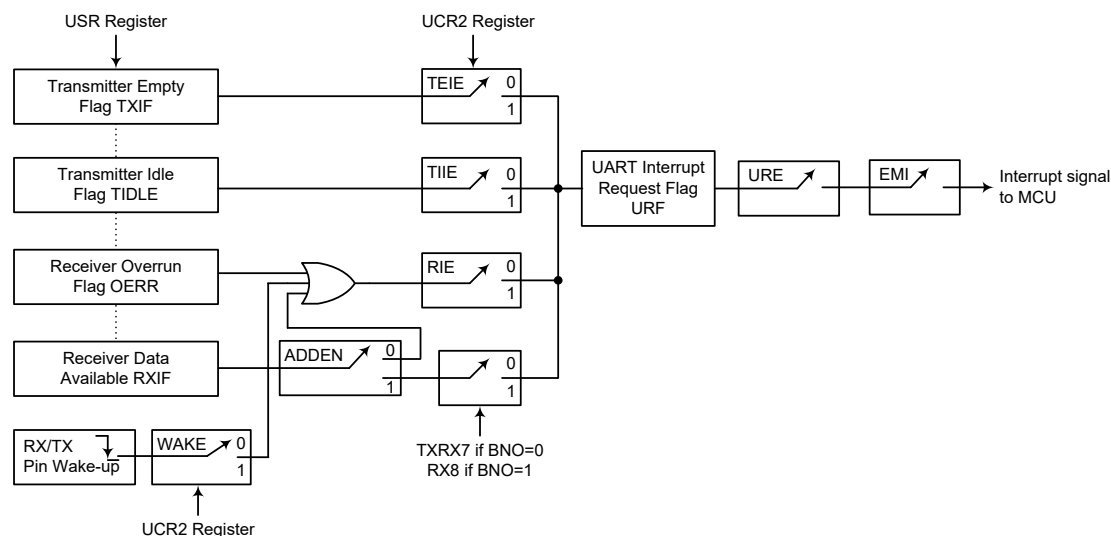 USR Register
UCR2 Register
Transmitter Empty
Flag TXIF
TEIE
0
1
Transmitter Idle
Flag TIDLE
TIIE
0
1
UART Interrupt
Request Flag
URF
URE
EMI
Interrupt signal
to MCU
Receiver Overrun
Flag OERR
RIE
0
1
Receiver Data
Available RXIF
ADDEN
0
1
0
1
RX/TX
Pin Wake-up
WAKE
0
1
TXRX7 if BNO=0
RX8 if BNO=1
UCR2 Register